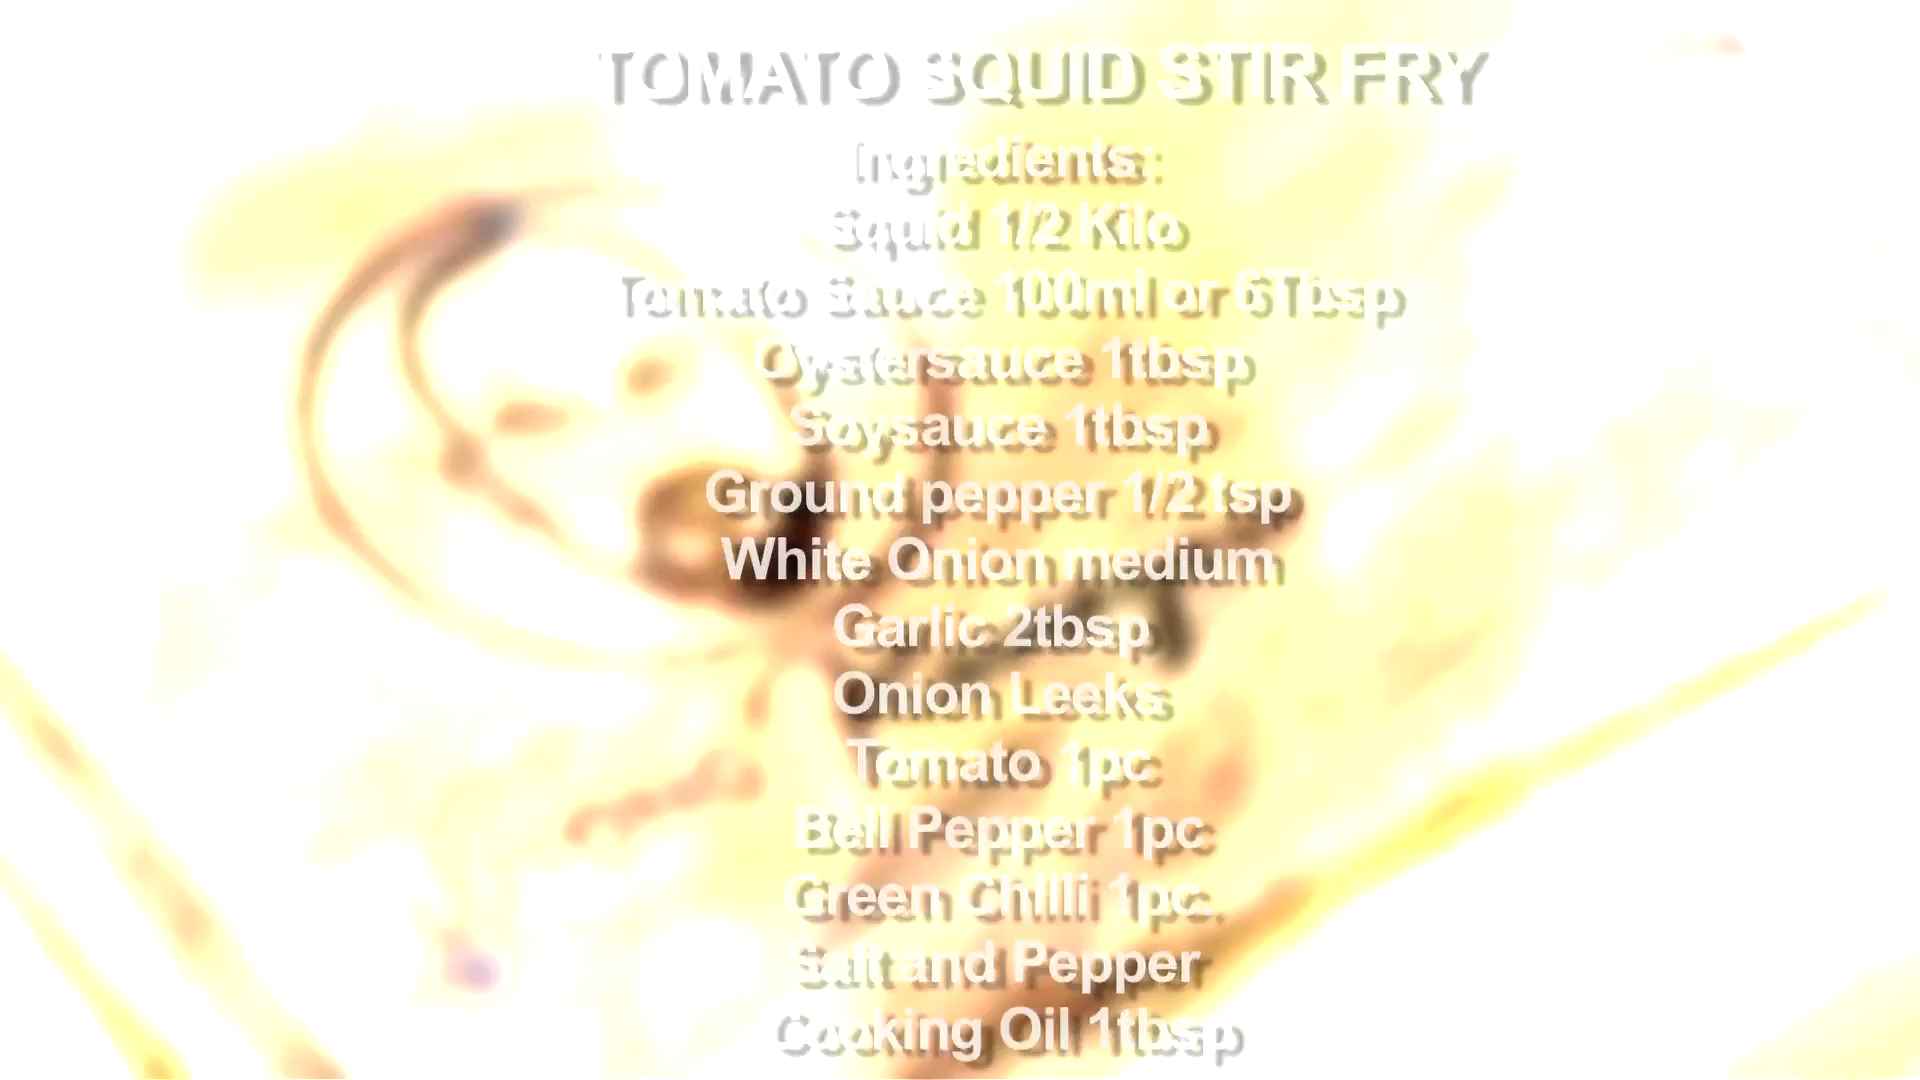 TOMATO SQUID STIR FRY
Ingredients:
Squid 1/2 Kilo
Tomato Sauce 100ml or 6Tbsp
Oystersauce 1tbsp
Soysauce 1tbsp
Ground pepper 1/2 tsp
White Onion medium
Garlic 2tbsp
Onion Leeks
Tomato 1pc
Bell Pepper 1pc
Green Chilli 1pc.
Salt and Pepper
Cooking Oil 1tbsp